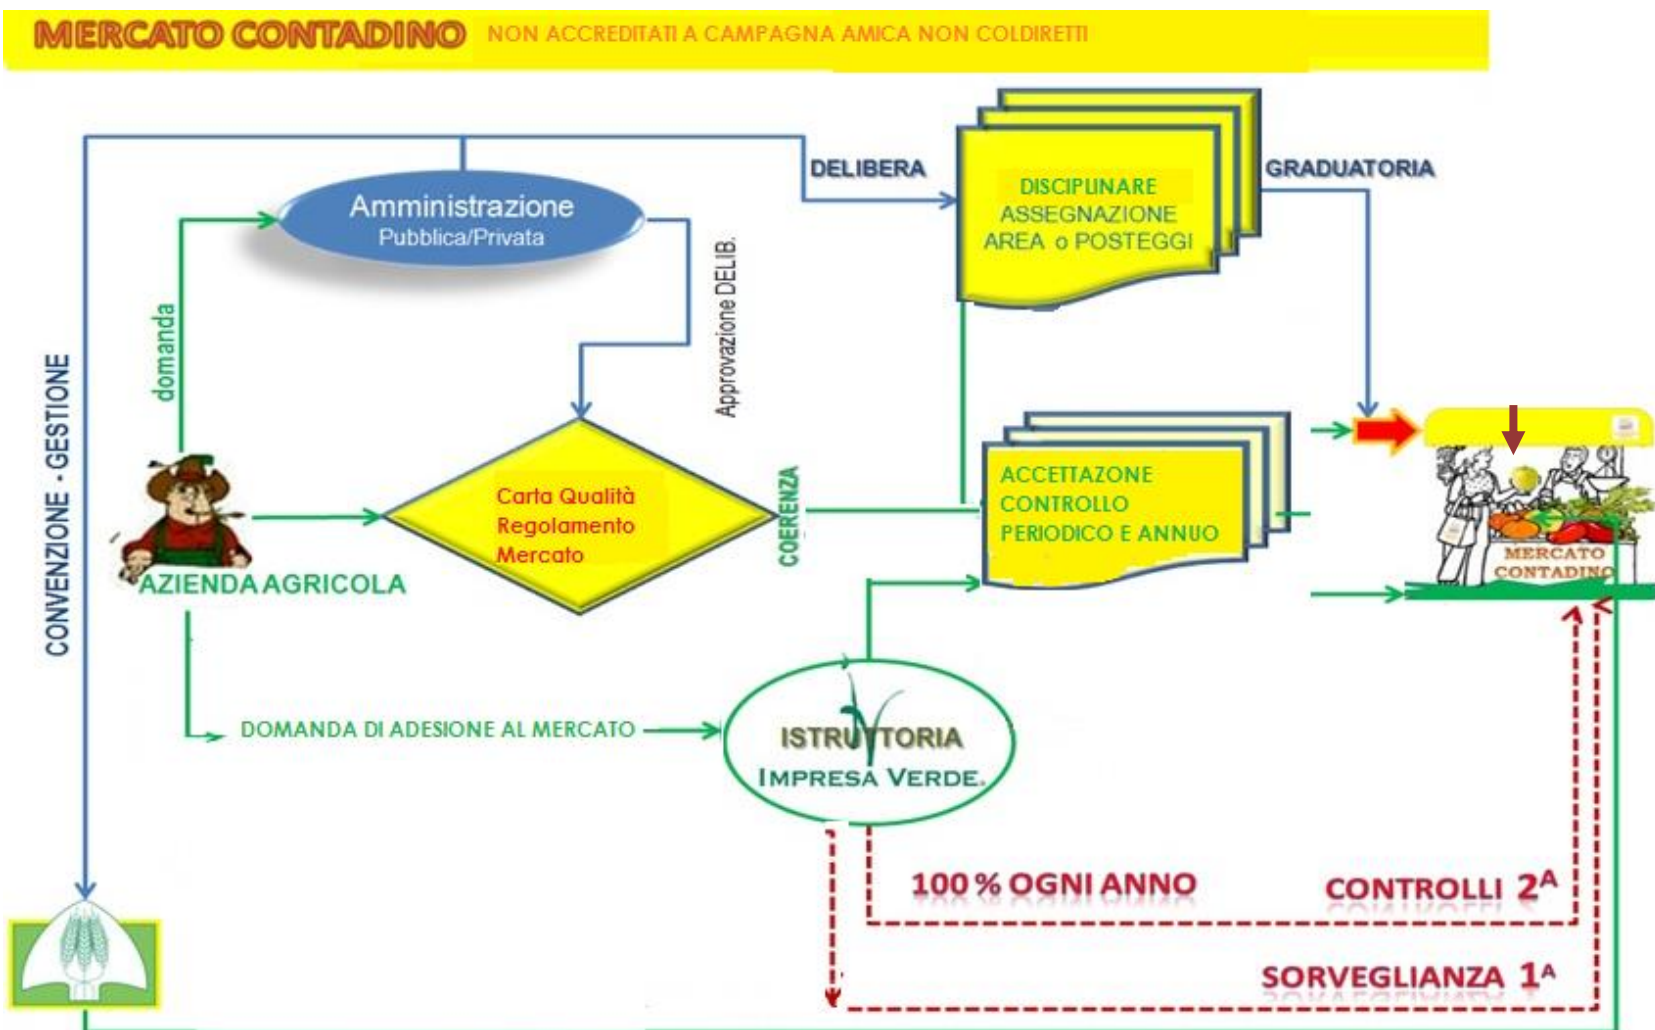 MERCATO CONTADINO NON ACCREDITATI A CAMPAGNA AMICA NON COLDIRETTI
DELIBERA
GRADUATORIA
Amministrazione
Pubblica/Privata
DISCIPLINARE
ASSEGNAZIONE
AREA o POSTEGGI
domanda
Approvazione DELIB.
CONVENZIONE - GESTIONE
Carta Qualità
Regolamento
Mercato
COERENZA
ACCETTAZONE
CONTROLLO
PERIODICO E ANNUO
MERCATO
CONTADINO
AZIENDA AGRICOLA
DOMANDA DI ADESIONE AL MERCATO
ISTRUTTORIA
IMPRESA VERDE.
100 % OGNI ANNO
CONTROLLI 2A
SORVEGLIANZA 1A